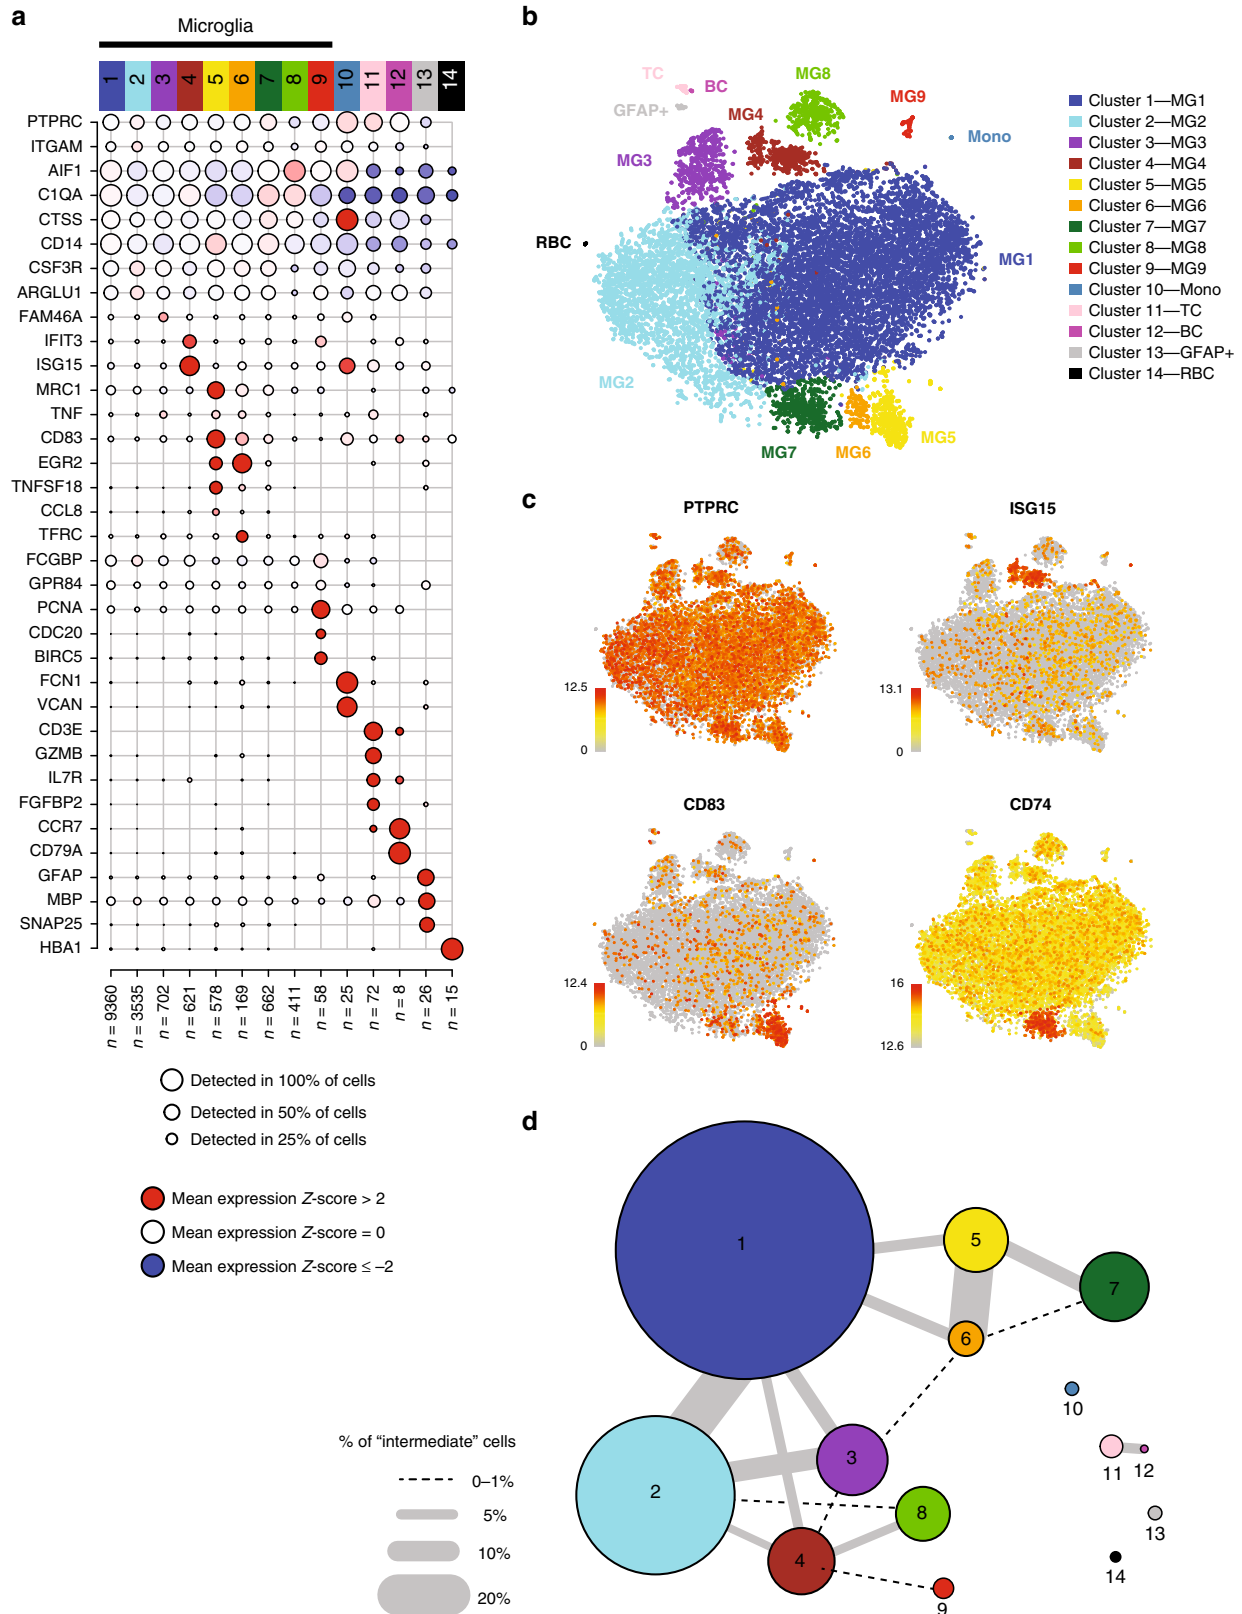 a
Microglia
1 2 3 4 5 6 7 8 9 10 11 12 13 14
PTPRC
ITGAM
AIF1
C1QA
CTSS
CD14
CSF3R
ARGLU1
FAM46A
IFIT3
ISG15
MRC1
TNF
CD83
EGR2
TNFSF18
CCL8
TFRC
FCGBP
GPR84
PCNA
CDC20
BIRC5
FCN1
VCAN
CD3E
GZMB
IL7R
FGFBP2
CCR7
CD79A
GFAP
MBP
SNAP25
HBA1
n = 9360
n = 3535
n = 702
n = 621
n = 578
n = 169
n = 662
n = 411
n = 58
n = 25
n = 72
n = 8
n = 26
n = 15
Detected in 100% of cells
Detected in 50% of cells
Detected in 25% of cells
Mean expression Z-score > 2
Mean expression Z-score = 0
Mean expression Z-score ≤ –2
b
TC
BC
GFAP+
MG8
MG9
MG4
Mono
MG3
RBC
MG1
MG2
MG7
MG6
MG5
Cluster 1—MG1
Cluster 2—MG2
Cluster 3—MG3
Cluster 4—MG4
Cluster 5—MG5
Cluster 6—MG6
Cluster 7—MG7
Cluster 8—MG8
Cluster 9—MG9
Cluster 10—Mono
Cluster 11—TC
Cluster 12—BC
Cluster 13—GFAP+
Cluster 14—RBC
c
PTPRC
12.5
0
ISG15
13.1
0
CD83
12.4
0
CD74
16
12.6
d
1
5
7
6
10
3
2
11 12
8
13
4
14
9
% of “intermediate” cells
0–1%
5%
10%
20%